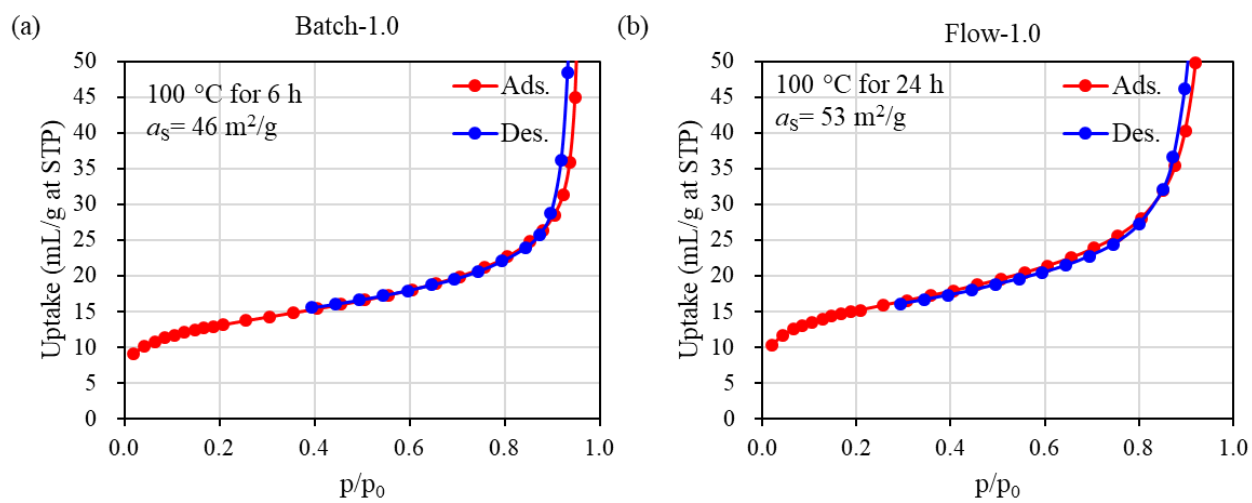 (a)
Batch-1.0
Uptake (mL/g at STP)
50
45
40
35
30
25
20
15
10
5
0
100 °C for 6 h
aS= 46 m²/g
Ads.
Des.
0.0 0.2 0.4 0.6 0.8 1.0
p/p₀
(b)
Flow-1.0
Uptake (mL/g at STP)
50
45
40
35
30
25
20
15
10
5
0
100 °C for 24 h
aS= 53 m²/g
Ads.
Des.
0.0 0.2 0.4 0.6 0.8 1.0
p/p₀